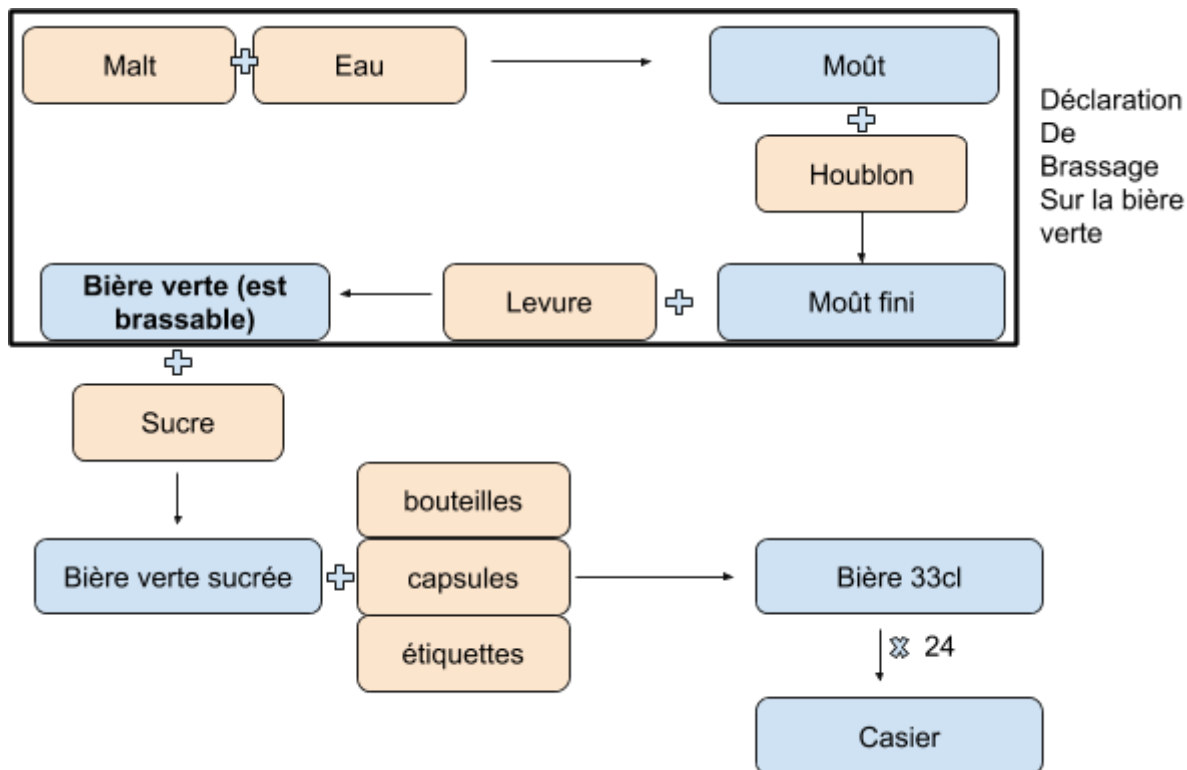 Malt
Eau
Moût
Déclaration
De
Brassage
Sur la bière
verte
Houblon
Bière verte (est
brassable)
Levure
Moût fini
Sucre
bouteilles
Bière verte sucrée
capsules
étiquettes
Bière 33cl
24
Casier